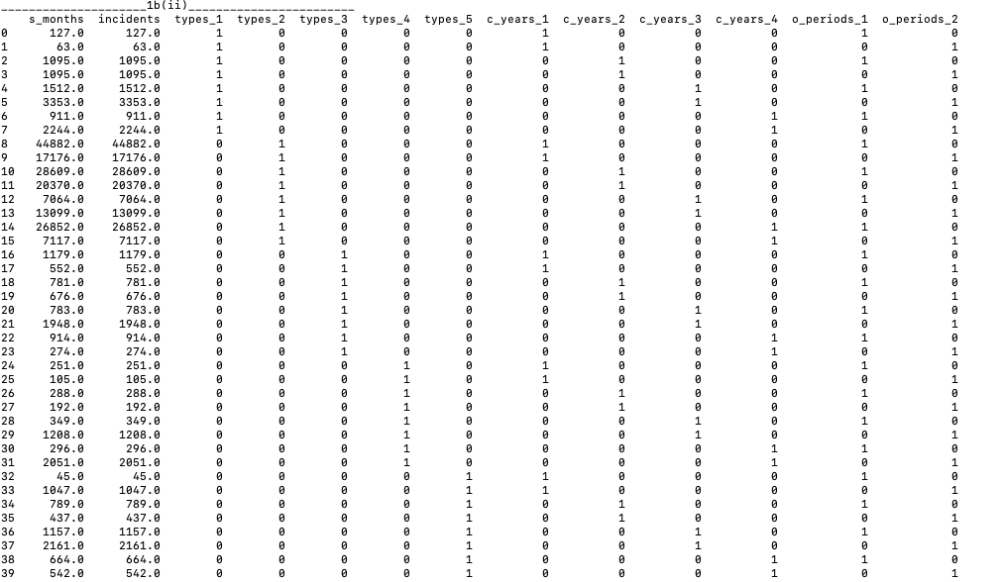 _____________________1b(ii)________________________
s_months incidents types_1 types_2 types_3 types_4 types_5 c_years_1 c_years_2 c_years_3 c_years_4 o_periods_1 o_periods_2
0 127.0 127.0 1 0 0 0 0 1 0 0 0 1 0
1 63.0 63.0 1 0 0 0 0 1 0 0 0 0 1
2 1095.0 1095.0 1 0 0 0 0 0 1 0 0 1 0
3 1095.0 1095.0 1 0 0 0 0 0 1 0 0 0 1
4 1512.0 1512.0 1 0 0 0 0 0 0 1 0 1 0
5 3353.0 3353.0 1 0 0 0 0 0 0 1 0 0 1
6 911.0 911.0 1 0 0 0 0 0 0 0 1 1 0
7 2244.0 2244.0 1 0 0 0 0 0 0 0 1 0 1
8 44882.0 44882.0 0 1 0 0 0 1 0 0 0 1 0
9 17176.0 17176.0 0 1 0 0 0 1 0 0 0 0 1
10 28609.0 28609.0 0 1 0 0 0 0 1 0 0 1 0
11 20370.0 20370.0 0 1 0 0 0 0 1 0 0 0 1
12 7064.0 7064.0 0 1 0 0 0 0 0 1 0 1 0
13 13099.0 13099.0 0 1 0 0 0 0 0 1 0 0 1
14 26852.0 26852.0 0 1 0 0 0 0 0 0 1 1 0
15 7117.0 7117.0 0 1 0 0 0 0 0 0 1 0 1
16 1179.0 1179.0 0 0 1 0 0 1 0 0 0 1 0
17 552.0 552.0 0 0 1 0 0 1 0 0 0 0 1
18 781.0 781.0 0 0 1 0 0 0 1 0 0 1 0
19 676.0 676.0 0 0 1 0 0 0 1 0 0 0 1
20 783.0 783.0 0 0 1 0 0 0 0 1 0 1 0
21 1948.0 1948.0 0 0 1 0 0 0 0 1 0 0 1
22 914.0 914.0 0 0 1 0 0 0 0 0 1 1 0
23 274.0 274.0 0 0 1 0 0 0 0 0 1 0 1
24 251.0 251.0 0 0 0 1 0 1 0 0 0 1 0
25 105.0 105.0 0 0 0 1 0 1 0 0 0 0 1
26 288.0 288.0 0 0 0 1 0 0 1 0 0 1 0
27 192.0 192.0 0 0 0 1 0 0 1 0 0 0 1
28 349.0 349.0 0 0 0 1 0 0 0 1 0 1 0
29 1208.0 1208.0 0 0 0 1 0 0 0 1 0 0 1
30 296.0 296.0 0 0 0 1 0 0 0 0 1 1 0
31 2051.0 2051.0 0 0 0 1 0 0 0 0 1 0 1
32 45.0 45.0 0 0 0 0 1 1 0 0 0 1 0
33 1047.0 1047.0 0 0 0 0 1 1 0 0 0 0 1
34 789.0 789.0 0 0 0 0 1 0 1 0 0 1 0
35 437.0 437.0 0 0 0 0 1 0 1 0 0 0 1
36 1157.0 1157.0 0 0 0 0 1 0 0 1 0 1 0
37 2161.0 2161.0 0 0 0 0 1 0 0 1 0 0 1
38 664.0 664.0 0 0 0 0 1 0 0 0 1 1 0
39 542.0 542.0 0 0 0 0 1 0 0 0 1 0 1